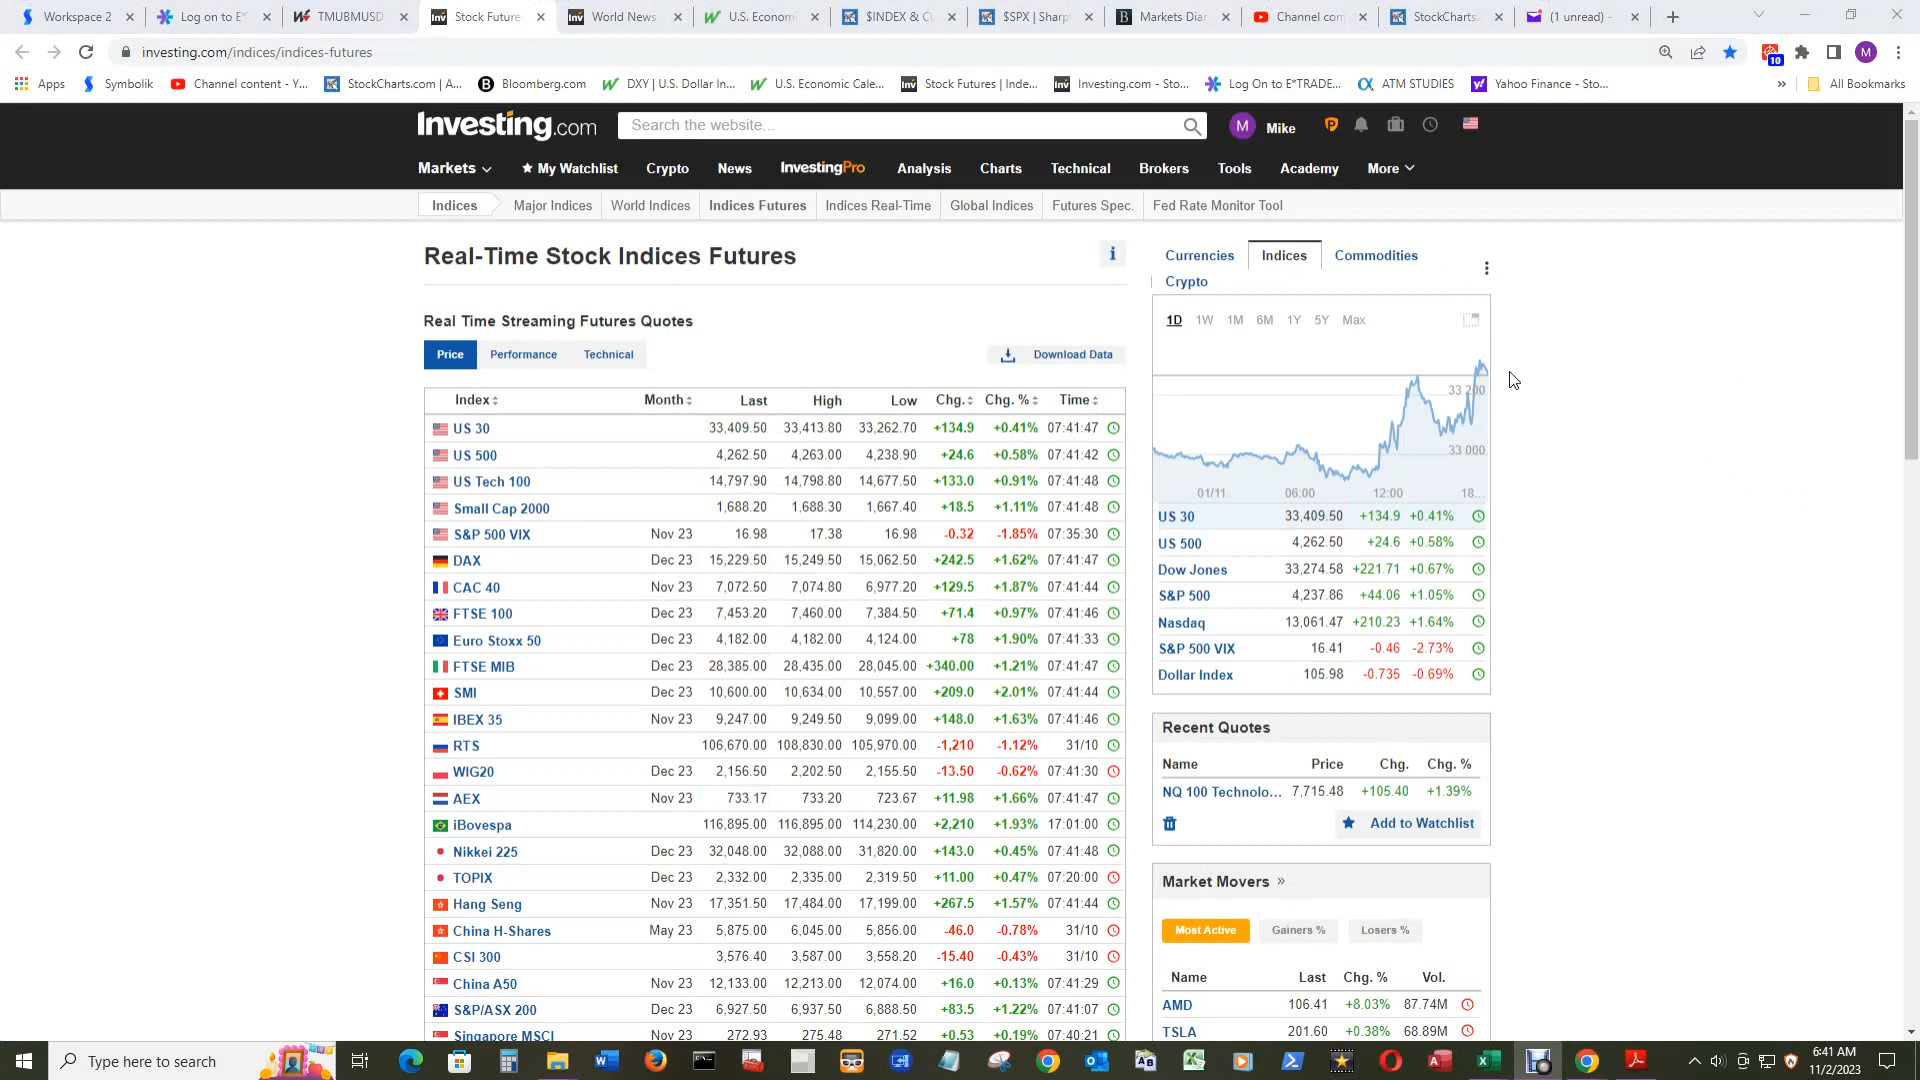 Workspace 2
Log on to E*
TMUBMUSD
Stock Future
World News
U.S. Econom
$INDEX & C
$SPX | Sharp
Markets Dia
Channel con
StockCharts.
(1 unread) -
investing.com/indices/indices-futures
10
M
Apps
Symbolik
Channel content - Y...
StockCharts.com | A...
Bloomberg.com
DXY | U.S. Dollar In...
U.S. Economic Cale...
Stock Futures | Inde...
Investing.com - Sto...
Log On to E*TRADE...
ATM STUDIES
Yahoo Finance - Sto...
»
All Bookmarks
Investing.com
Search the website...
M
Mike
Markets
My Watchlist
Crypto
News
InvestingPro
Analysis
Charts
Technical
Brokers
Tools
Academy
More
Indices
Major Indices
World Indices
Indices Futures
Indices Real-Time
Global Indices
Futures Spec.
Fed Rate Monitor Tool
Real-Time Stock Indices Futures
Real Time Streaming Futures Quotes
Price
Performance
Technical
Download Data
Index Month Last High Low Chg. Chg. % Time
US 30 33,409.50 33,413.80 33,262.70 +134.9 +0.41% 07:41:47
US 500 4,262.50 4,263.00 4,238.90 +24.6 +0.58% 07:41:42
US Tech 100 14,797.90 14,798.80 14,677.50 +133.0 +0.91% 07:41:48
Small Cap 2000 1,688.20 1,688.30 1,667.40 +18.5 +1.11% 07:41:48
S&P 500 VIX Nov 23 16.98 17.38 16.98 -0.32 -1.85% 07:35:30
DAX Dec 23 15,229.50 15,249.50 15,062.50 +242.5 +1.62% 07:41:47
CAC 40 Nov 23 7,072.50 7,074.80 6,977.20 +129.5 +1.87% 07:41:44
FTSE 100 Dec 23 7,453.20 7,460.00 7,384.50 +71.4 +0.97% 07:41:46
Euro Stoxx 50 Dec 23 4,182.00 4,182.00 4,124.00 +78 +1.90% 07:41:33
FTSE MIB Dec 23 28,385.00 28,435.00 28,045.00 +340.00 +1.21% 07:41:47
SMI Dec 23 10,600.00 10,634.00 10,557.00 +209.0 +2.01% 07:41:44
IBEX 35 Nov 23 9,247.00 9,249.50 9,099.00 +148.0 +1.63% 07:41:46
RTS 106,670.00 108,830.00 105,970.00 -1,210 -1.12% 31/10
WIG20 Dec 23 2,156.50 2,202.50 2,155.50 -13.50 -0.62% 07:41:30
AEX Nov 23 733.17 733.20 723.67 +11.98 +1.66% 07:41:47
iBovespa 116,895.00 116,895.00 114,230.00 +2,210 +1.93% 17:01:00
Nikkei 225 Dec 23 32,048.00 32,088.00 31,820.00 +143.0 +0.45% 07:41:48
TOPIX Dec 23 2,332.00 2,335.00 2,319.50 +11.00 +0.47% 07:20:00
Hang Seng Nov 23 17,351.50 17,484.00 17,199.00 +267.5 +1.57% 07:41:44
China H-Shares May 23 5,875.00 6,045.00 5,856.00 -46.0 -0.78% 31/10
CSI 300 3,576.40 3,587.00 3,558.20 -15.40 -0.43% 31/10
China A50 Nov 23 12,133.00 12,213.00 12,074.00 +16.0 +0.13% 07:41:29
S&P/ASX 200 Dec 23 6,927.50 6,937.50 6,888.50 +83.5 +1.22% 07:41:07
Singapore MSCI Nov 23 272.93 275.48 271.52 +0.53 +0.19% 07:40:21
Currencies
Indices
Commodities
Crypto
1D 1W 1M 6M 1Y 5Y Max
33 200
33 000
01/11 06:00 12:00 18...
US 30 33,409.50 +134.9 +0.41%
US 500 4,262.50 +24.6 +0.58%
Dow Jones 33,274.58 +221.71 +0.67%
S&P 500 4,237.86 +44.06 +1.05%
Nasdaq 13,061.47 +210.23 +1.64%
S&P 500 VIX 16.41 -0.46 -2.73%
Dollar Index 105.98 -0.735 -0.69%
Recent Quotes
Name Price Chg. Chg. %
NQ 100 Technolo... 7,715.48 +105.40 +1.39%
Add to Watchlist
Market Movers »
Most Active
Gainers %
Losers %
Name Last Chg. % Vol.
AMD 106.41 +8.03% 87.74M
TSLA 201.60 +0.38% 68.89M
Type here to search
6:41 AM
11/2/2023